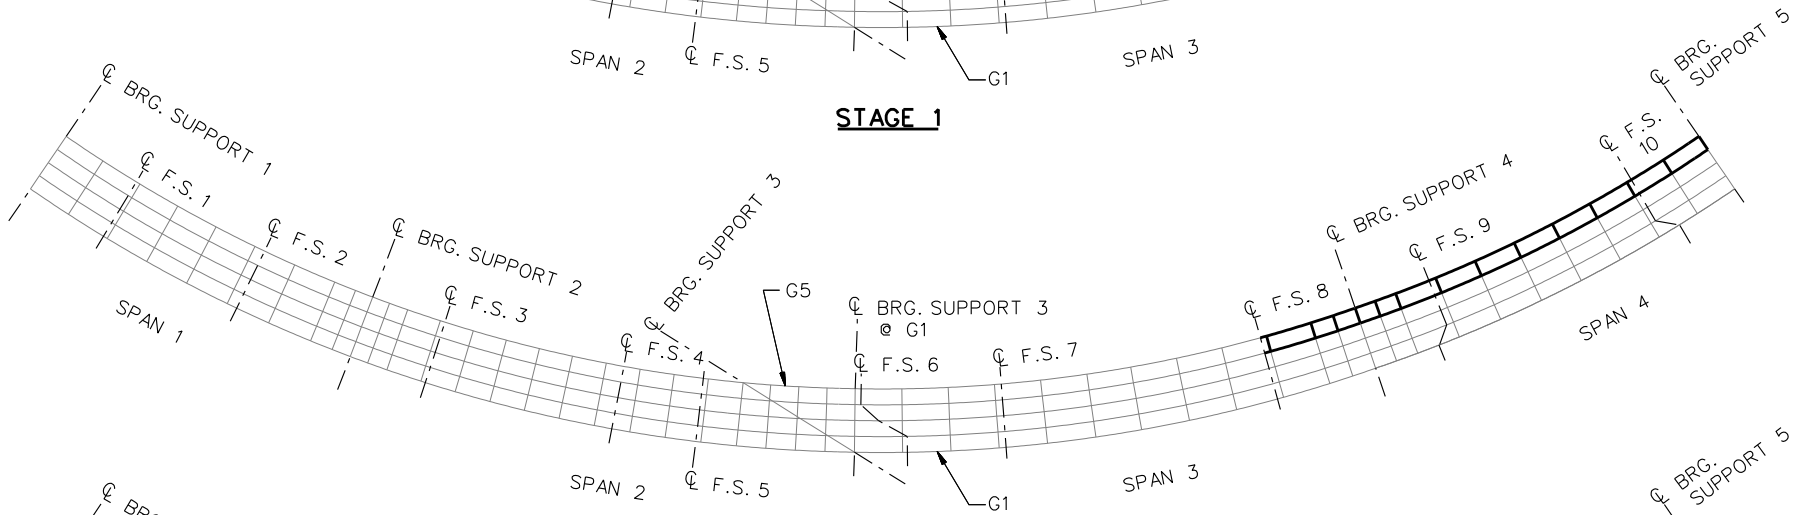 SPAN 2
℄ F.S. 5
G1
SPAN 3
℄ BRG.
SUPPORT 5
STAGE 1
℄ BRG. SUPPORT 1
℄ F.S. 1
℄ F.S. 2
℄ BRG. SUPPORT 2
℄ F.S. 3
SPAN 1
℄ BRG. SUPPORT 3
℄ F.S. 4
G5
℄ BRG. SUPPORT 3
@ G1
℄ F.S. 6
℄ F.S. 7
℄ F.S. 8
℄ BRG. SUPPORT 4
℄ F.S. 9
℄ F.S.
10
SPAN 4
SPAN 2
℄ F.S. 5
G1
SPAN 3
℄ BRG.
℄ BRG.
SUPPORT 5